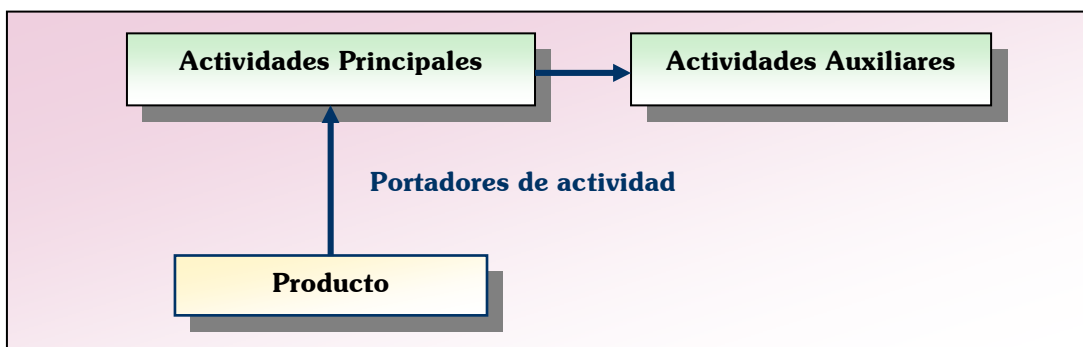 Actividades Principales
Actividades Auxiliares
Portadores de actividad
Producto